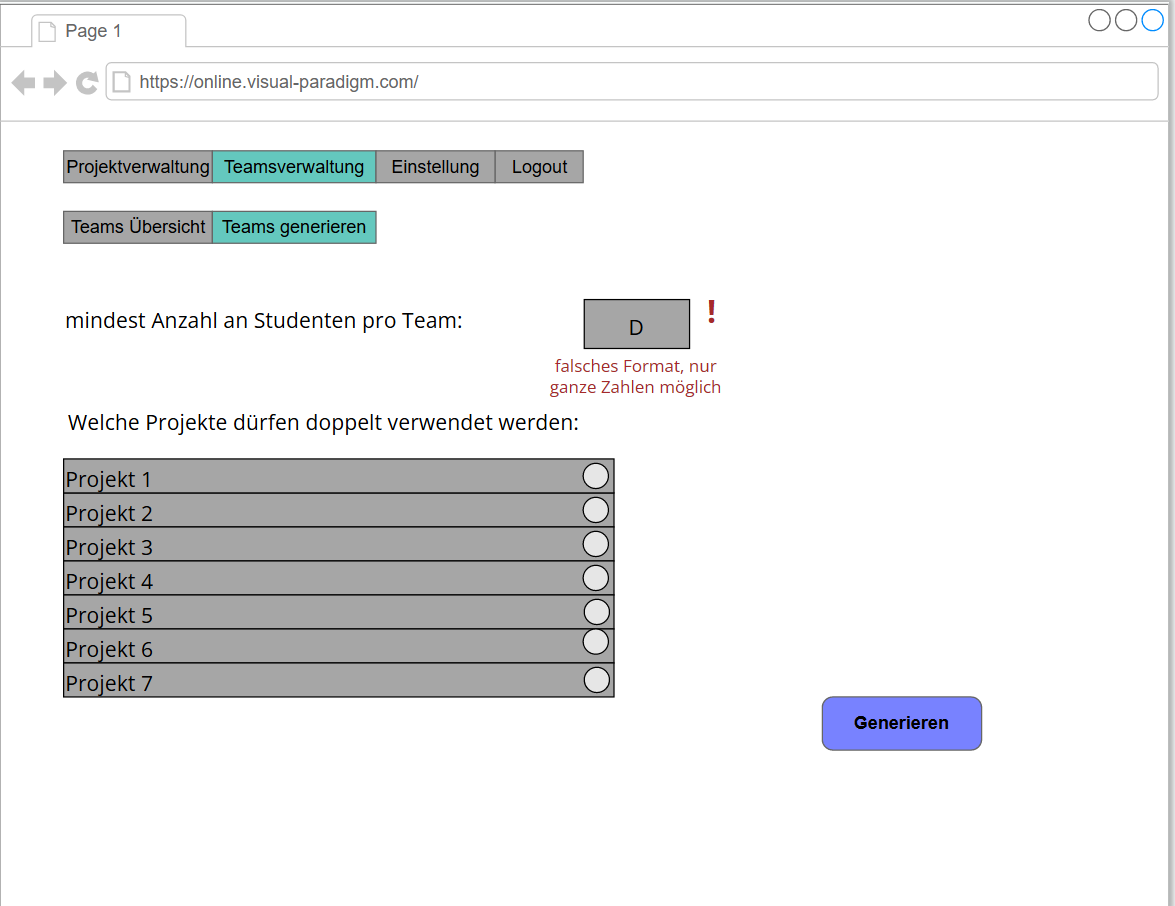 Page 1
https://online.visual-paradigm.com/
Projektverwaltung Teamsverwaltung Einstellung Logout
Teams Übersicht Teams generieren
mindest Anzahl an Studenten pro Team: D !
falsches Format, nur
ganze Zahlen möglich
Welche Projekte dürfen doppelt verwendet werden:
Projekt 1
Projekt 2
Projekt 3
Projekt 4
Projekt 5
Projekt 6
Projekt 7
Generieren